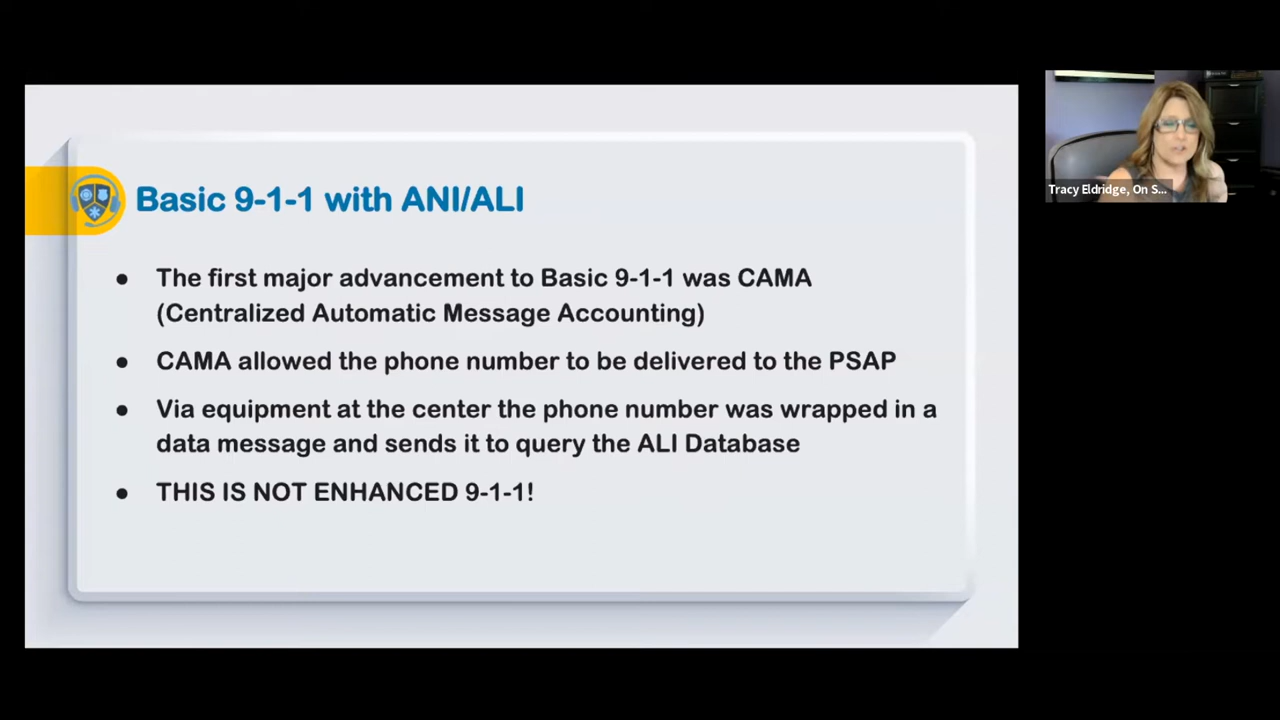 Basic 9-1-1 with ANI/ALI
● The first major advancement to Basic 9-1-1 was CAMA
(Centralized Automatic Message Accounting)
● CAMA allowed the phone number to be delivered to the PSAP
● Via equipment at the center the phone number was wrapped in a
data message and sends it to query the ALI Database
● THIS IS NOT ENHANCED 9-1-1!
Tracy Eldridge, On S...